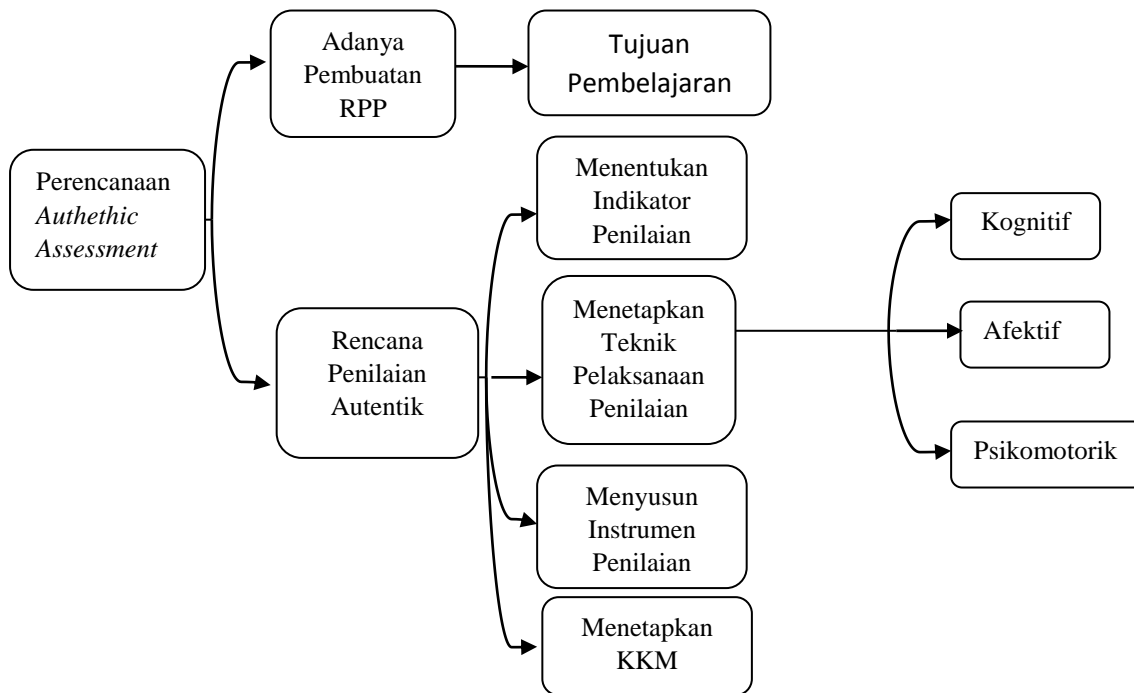 Perencanaan
Authethic
Assessment
Adanya
Pembuatan
RPP
Tujuan
Pembelajaran
Rencana
Penilaian
Autentik
Menentukan
Indikator
Penilaian
Menetapkan
Teknik
Pelaksanaan
Penilaian
Menyusun
Instrumen
Penilaian
Menetapkan
KKM
Kognitif
Afektif
Psikomotorik